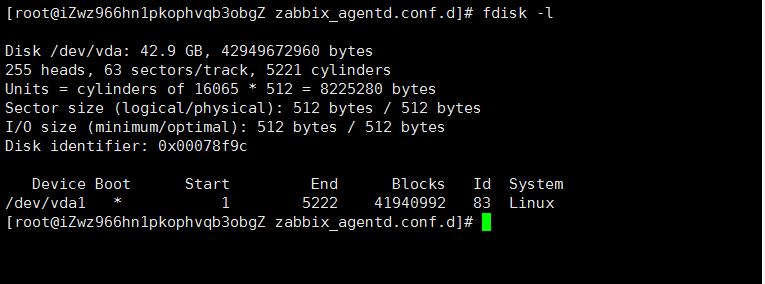 [root@iZwz966hn1pkophvqb3obgZ zabbix_agentd.conf.d]# fdisk -l
Disk /dev/vda: 42.9 GB, 42949672960 bytes
255 heads, 63 sectors/track, 5221 cylinders
Units = cylinders of 16065 * 512 = 8225280 bytes
Sector size (logical/physical): 512 bytes / 512 bytes
I/O size (minimum/optimal): 512 bytes / 512 bytes
Disk identifier: 0x00078f9c
   Device Boot      Start         End      Blocks   Id  System
/dev/vda1   *           1        5222    41940992   83  Linux
[root@iZwz966hn1pkophvqb3obgZ zabbix_agentd.conf.d]#